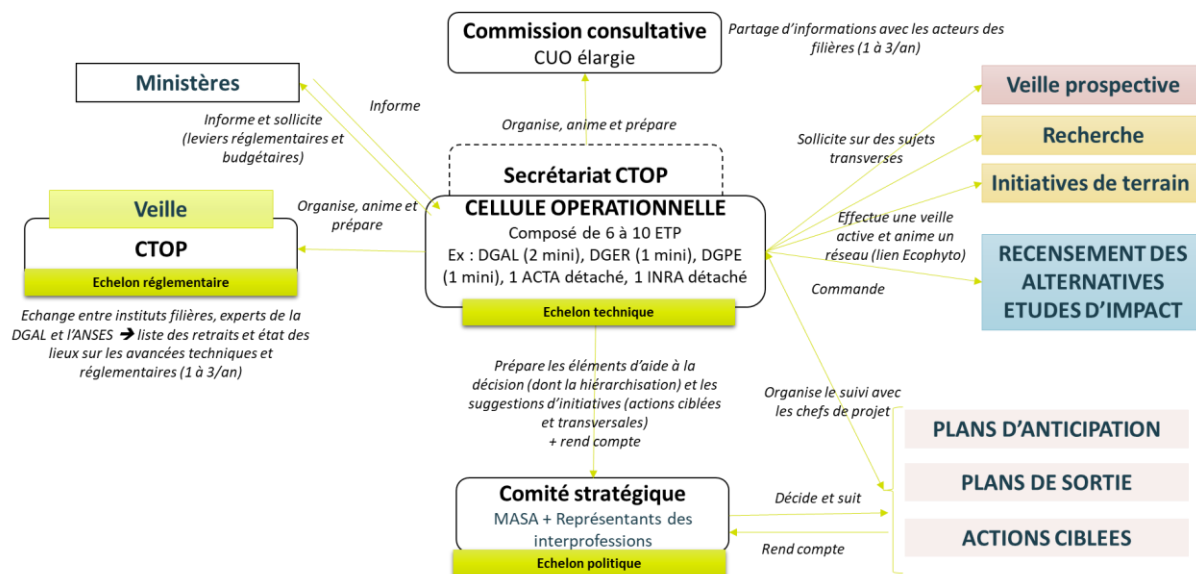 Commission consultative
CUO élargie
Partage d'informations avec les acteurs des
filières (1 à 3/an)
Ministères
Informe
Informe et sollicite
(leviers réglementaires et
budgétaires)
Organise, anime et prépare
Veille prospective
Recherche
Initiatives de terrain
Sollicite sur des sujets
transverses
Secrétariat CTOP
CELLULE OPERATIONNELLE
Composé de 6 à 10 ETP
Ex : DGAL (2 mini), DGER (1 mini), DGPE
(1 mini), 1 ACTA détaché, 1 INRA détaché
Echelon technique
Veille
CTOP
Echelon réglementaire
Organise, anime et
prépare
Echange entre instituts filières, experts de la
DGAL et l'ANSES ➔ liste des retraits et état des
lieux sur les avancées techniques et
réglementaires (1 à 3/an)
Effectue une veille
active et anime un
réseau (lien Ecophyto)
Commande
RECENSEMENT DES
ALTERNATIVES
ETUDES D'IMPACT
Prépare les éléments d'aide à la
décision (dont la hiérarchisation) et les
suggestions d'initiatives (actions ciblées
et transversales)
+ rend compte
Organise le suivi avec
les chefs de projet
PLANS D'ANTICIPATION
PLANS DE SORTIE
ACTIONS CIBLEES
Comité stratégique
MASA + Représentants des
interprofessions
Echelon politique
Décide et suit
Rend compte